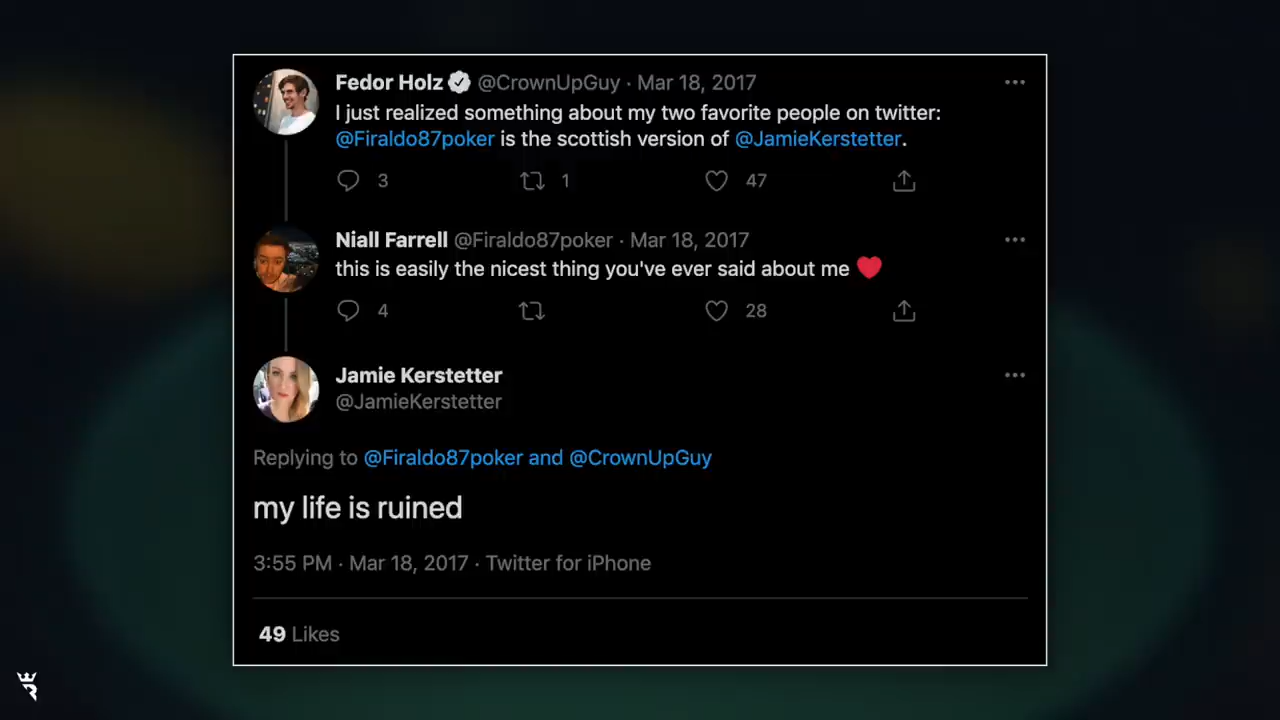 Fedor Holz @CrownUpGuy · Mar 18, 2017
I just realized something about my two favorite people on twitter:
@Firaldo87poker is the scottish version of @JamieKerstetter.
3 1 47
Niall Farrell @Firaldo87poker · Mar 18, 2017
this is easily the nicest thing you've ever said about me ❤️
4 28
Jamie Kerstetter
@JamieKerstetter
Replying to @Firaldo87poker and @CrownUpGuy
my life is ruined
3:55 PM · Mar 18, 2017 · Twitter for iPhone
49 Likes